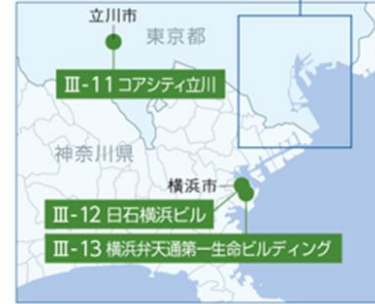 立川市
東京都
Ⅲ-11 コアシティ立川
神奈川県
横浜市
Ⅲ-12 日石横浜ビル
Ⅲ-13 横浜弁天通第一生命ビルディング